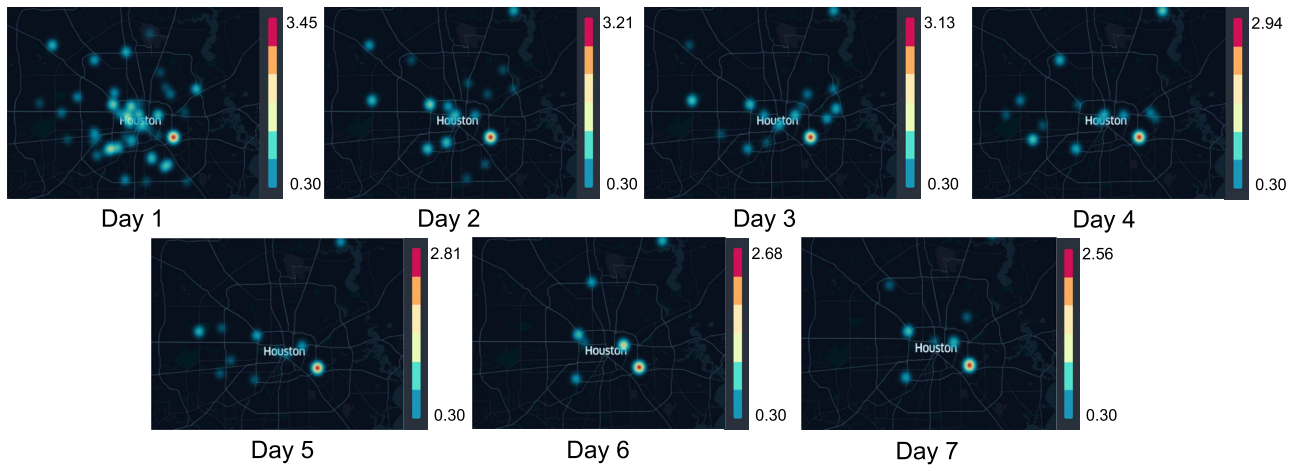 3.45
Houston
0.30
Day 1
3.21
Houston
0.30
Day 2
3.13
Houston
0.30
Day 3
2.94
Houston
0.30
Day 4
2.81
Houston
0.30
Day 5
2.68
Houston
0.30
Day 6
2.56
Houston
0.30
Day 7